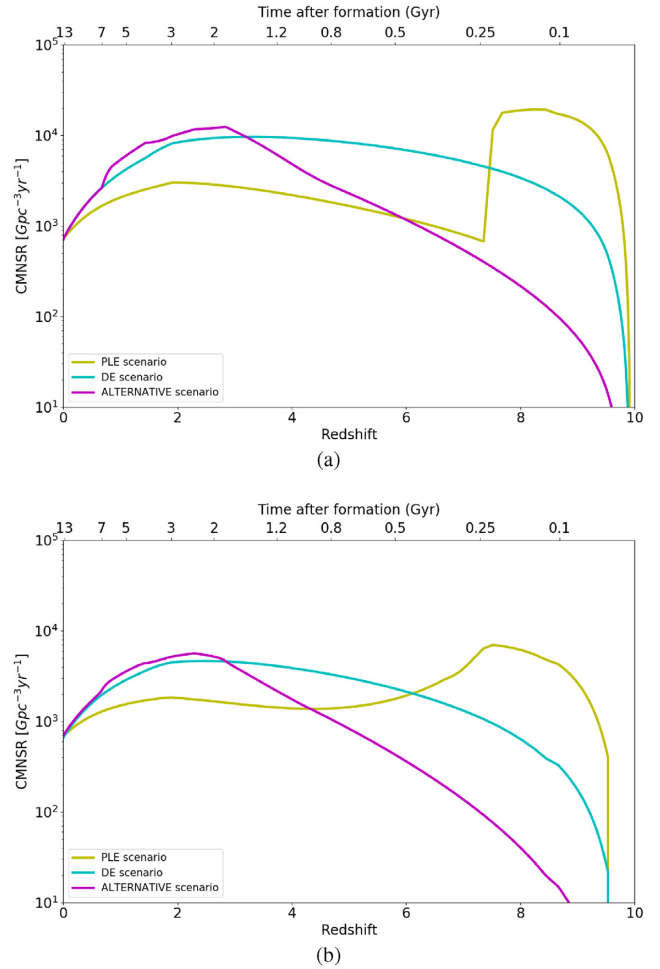 Time after formation (Gyr)
13 7 5 3 2 1.2 0.8 0.5 0.25 0.1
10^5
10^4
10^3
10^2
10^1
CMNSR [Gpc^{-3}yr^{-1}]
PLE scenario
DE scenario
ALTERNATIVE scenario
0 2 4 6 8 10
Redshift
(a)
Time after formation (Gyr)
13 7 5 3 2 1.2 0.8 0.5 0.25 0.1
10^5
10^4
10^3
10^2
10^1
CMNSR [Gpc^{-3}yr^{-1}]
PLE scenario
DE scenario
ALTERNATIVE scenario
0 2 4 6 8 10
Redshift
(b)